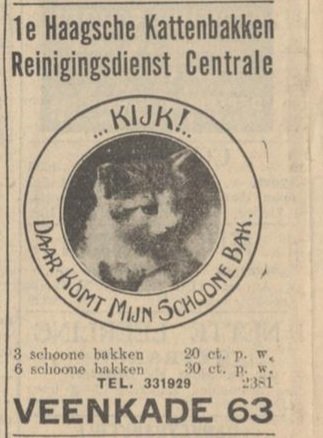 1e Haagsche Kattenbakken
Reinigingsdienst Centrale
...KIJK!..
DAAR KOMT MIJN SCHOONE BAK.
3 schoone bakken 20 ct. p. w.
6 schoone bakken 30 ct. p. w.
TEL. 331929 2381
VEENKADE 63